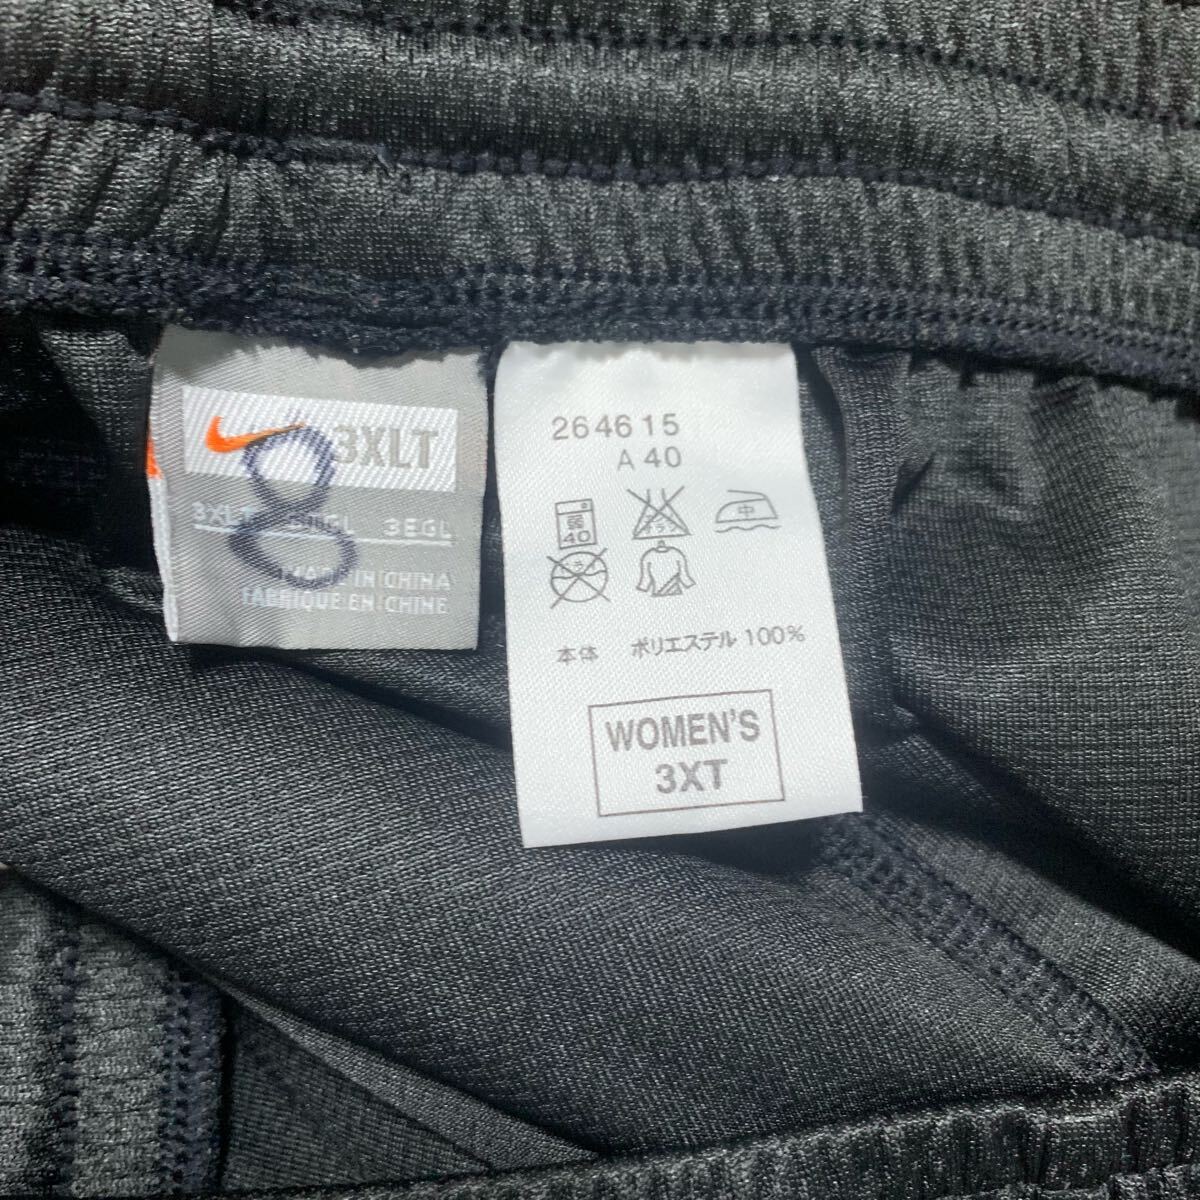 3XLT
8
3XLT
3EGL
MADE IN CHINA
FABRIQUE EN CHINE
264615
A 40
弱
40
中
本体 ポリエステル 100%
WOMEN'S
3XT